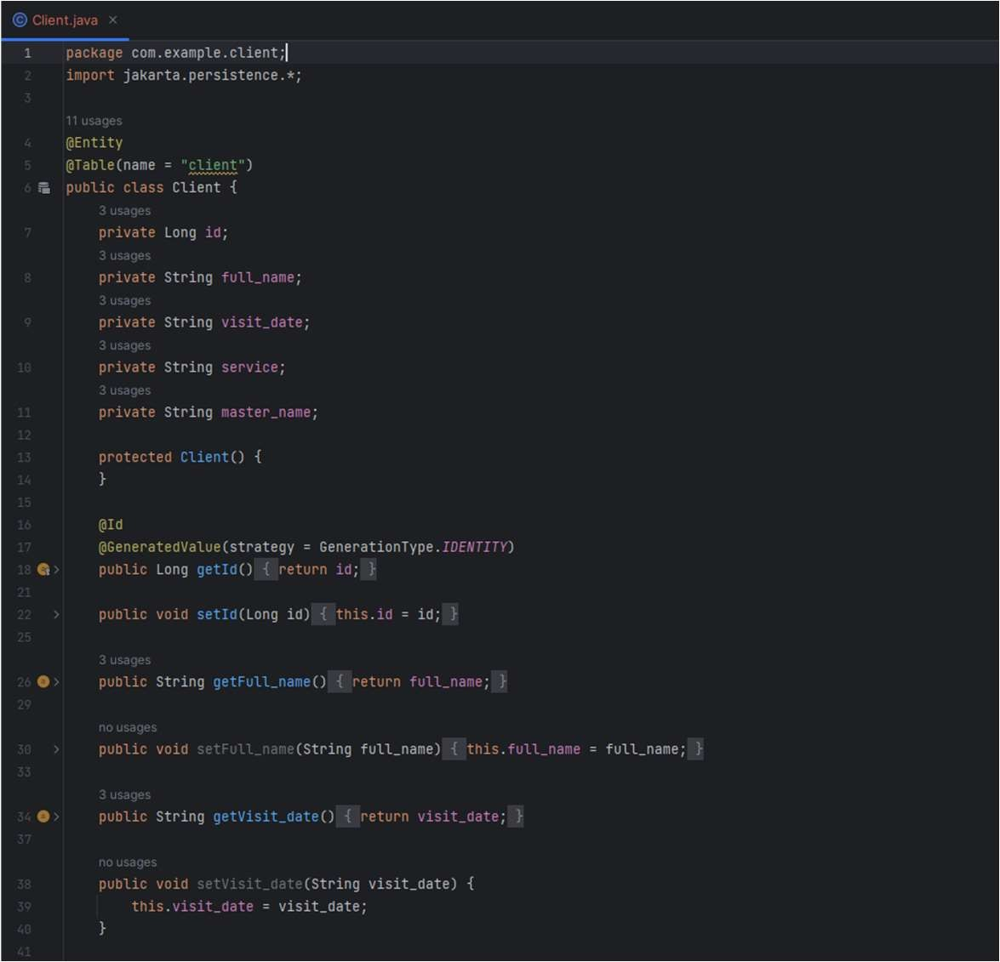 Client.java ×
1 package com.example.client;
2 import jakarta.persistence.*;
3
11 usages
4 @Entity
5 @Table(name = "client")
6 public class Client {
3 usages
7 private Long id;
3 usages
8 private String full_name;
3 usages
9 private String visit_date;
3 usages
10 private String service;
3 usages
11 private String master_name;
12
13 protected Client() {
14 }
15
16 @Id
17 @GeneratedValue(strategy = GenerationType.IDENTITY)
18 public Long getId() { return id; }
21
22 public void setId(Long id) { this.id = id; }
25
3 usages
26 public String getFull_name() { return full_name; }
29
no usages
30 public void setFull_name(String full_name) { this.full_name = full_name; }
33
3 usages
34 public String getVisit_date() { return visit_date; }
37
no usages
38 public void setVisit_date(String visit_date) {
39 this.visit_date = visit_date;
40 }
41